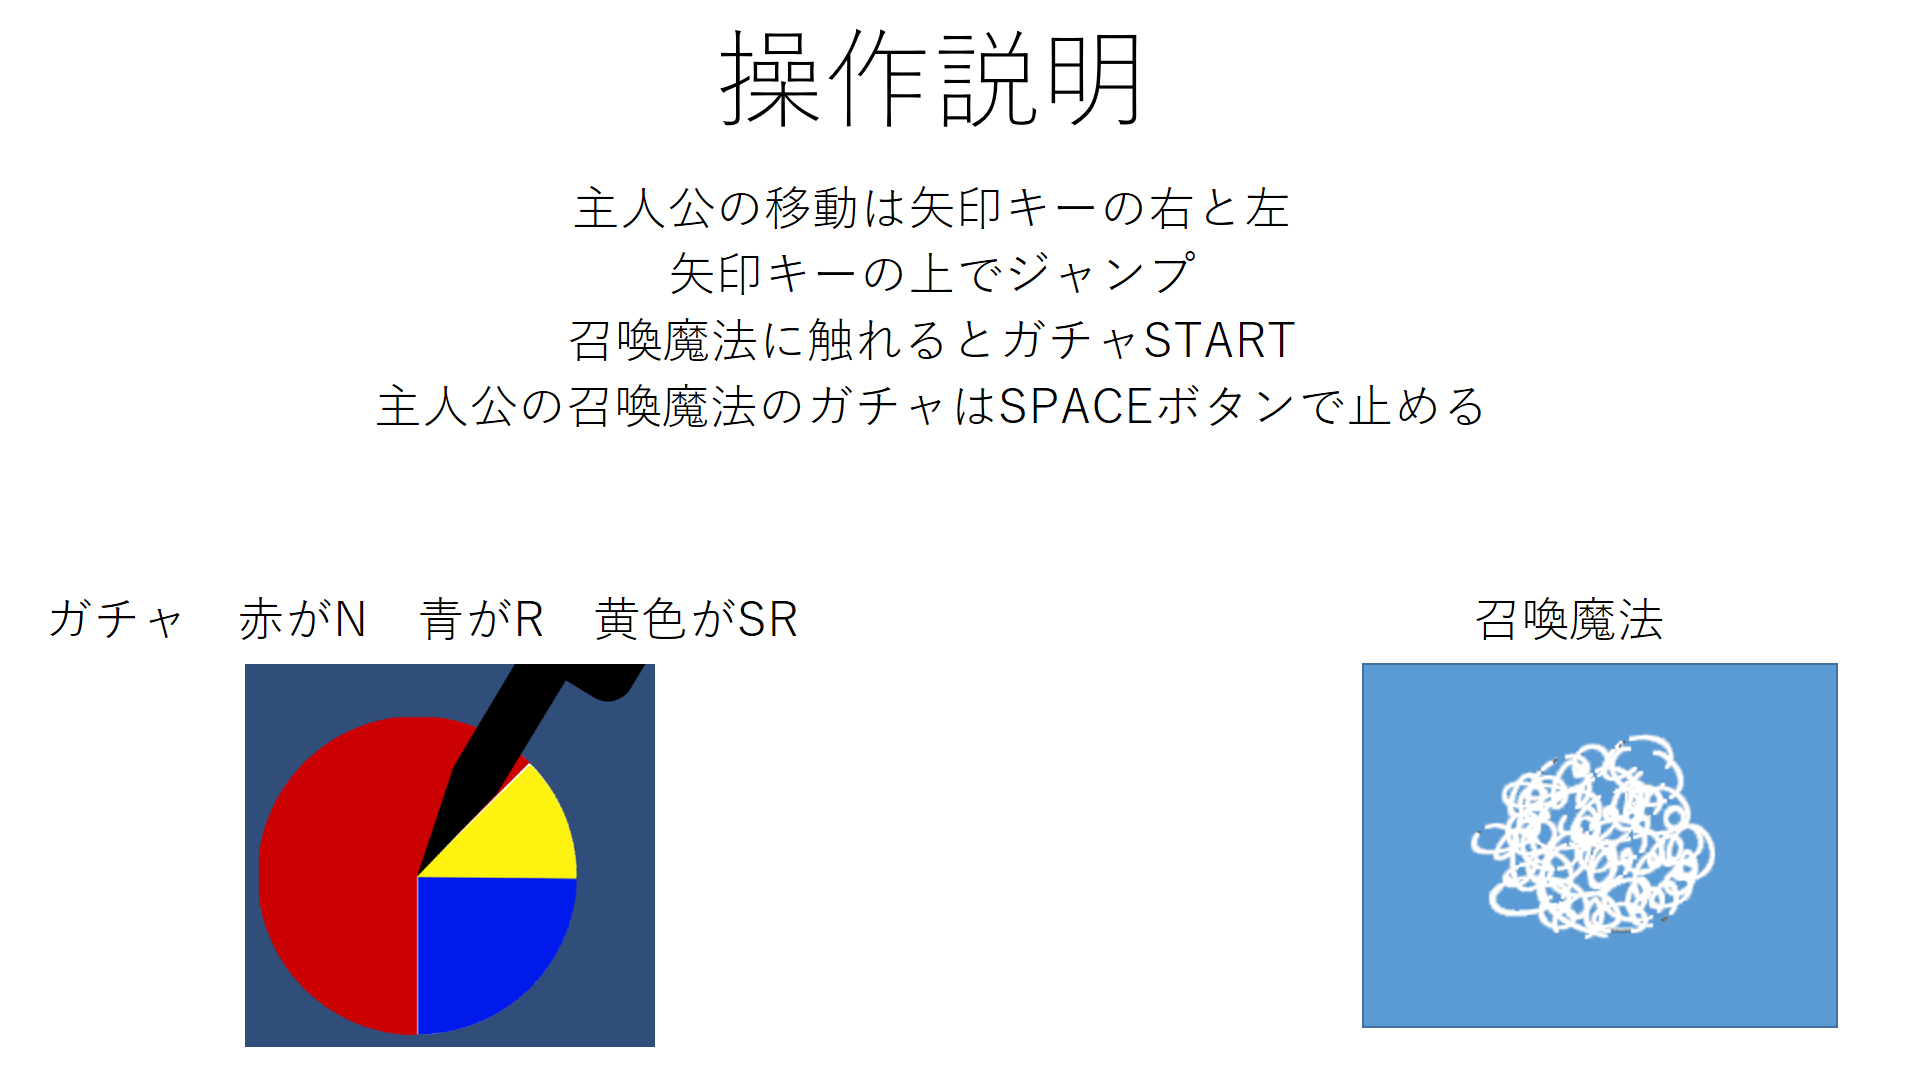 操作説明
主人公の移動は矢印キーの右と左
矢印キーの上でジャンプ
召喚魔法に触れるとガチャSTART
主人公の召喚魔法のガチャはSPACEボタンで止める
ガチャ　赤がN　青がR　黄色がSR
召喚魔法